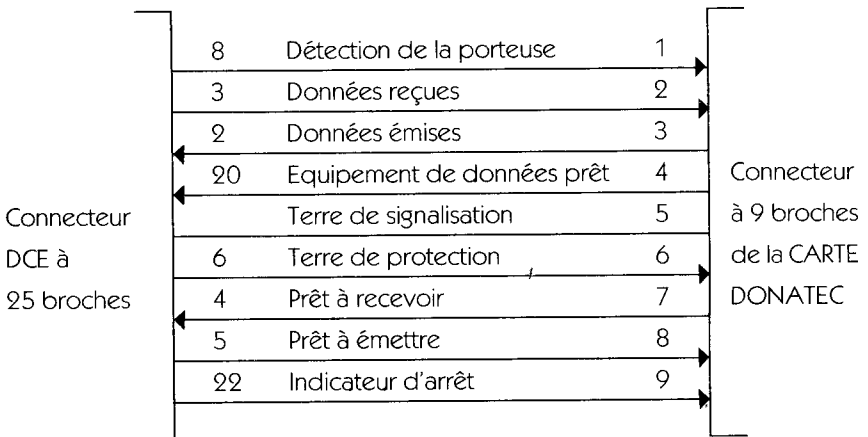 8 Détection de la porteuse 1
3 Données reçues 2
2 Données émises 3
20 Equipement de données prêt 4
Terre de signalisation 5
6 Terre de protection 6
4 Prêt à recevoir 7
5 Prêt à émettre 8
22 Indicateur d'arrêt 9
Connecteur
DCE à
25 broches
Connecteur
à 9 broches
de la CARTE
DONATEC